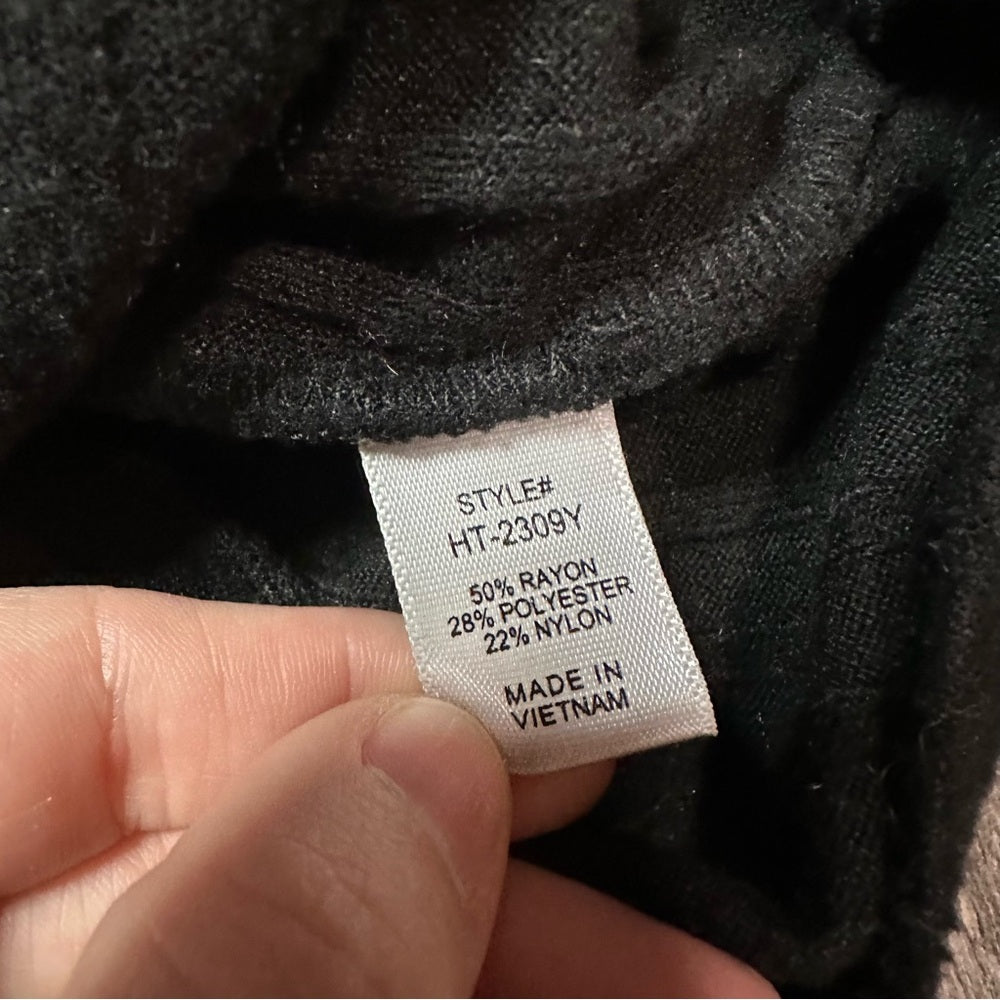 STYLE#
HT-2309Y
50% RAYON
28% POLYESTER
22% NYLON
MADE IN
VIETNAM